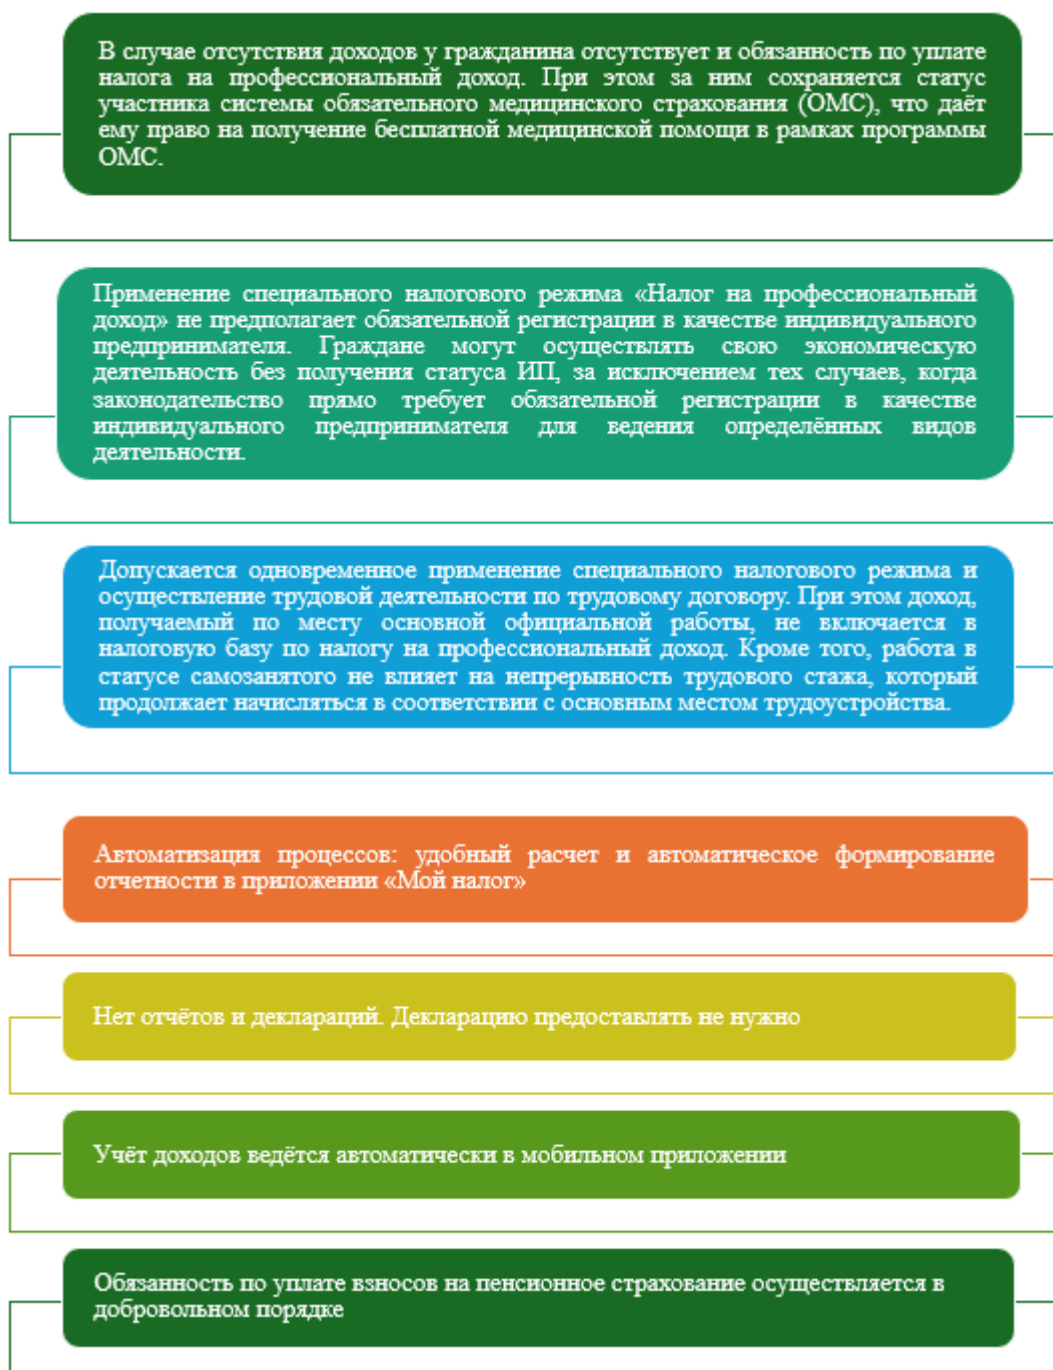 В случае отсутствия доходов у гражданина отсутствует и обязанность по уплате
налога на профессиональный доход. При этом за ним сохраняется статус
участника системы обязательного медицинского страхования (ОМС), что даёт
ему право на получение бесплатной медицинской помощи в рамках программы
ОМС.
Применение специального налогового режима «Налог на профессиональный
доход» не предполагает обязательной регистрации в качестве индивидуального
предпринимателя. Граждане могут осуществлять свою экономическую
деятельность без получения статуса ИП, за исключением тех случаев, когда
законодательство прямо требует обязательной регистрации в качестве
индивидуального предпринимателя для ведения определённых видов
деятельности.
Допускается одновременное применение специального налогового режима и
осуществление трудовой деятельности по трудовому договору. При этом доход,
получаемый по месту основной официальной работы, не включается в
налоговую базу по налогу на профессиональный доход. Кроме того, работа в
статусе самозанятого не влияет на непрерывность трудового стажа, который
продолжает начисляться в соответствии с основным местом трудоустройства.
Автоматизация процессов: удобный расчет и автоматическое формирование
отчетности в приложении «Мой налог»
Нет отчётов и деклараций. Декларацию предоставлять не нужно
Учёт доходов ведётся автоматически в мобильном приложении
Обязанность по уплате взносов на пенсионное страхование осуществляется в
добровольном порядке